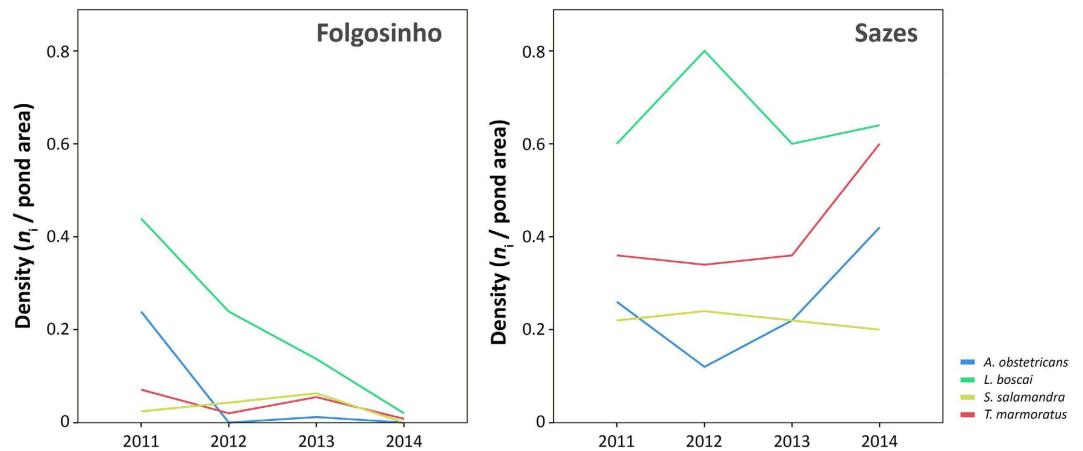 Folgosinho
Density (ni / pond area)
0.8
0.6
0.4
0.2
0
2011 2012 2013 2014
Sazes
Density (ni / pond area)
0.8
0.6
0.4
0.2
0
2011 2012 2013 2014
A. obstetricans
L. boscai
S. salamandra
T. marmoratus